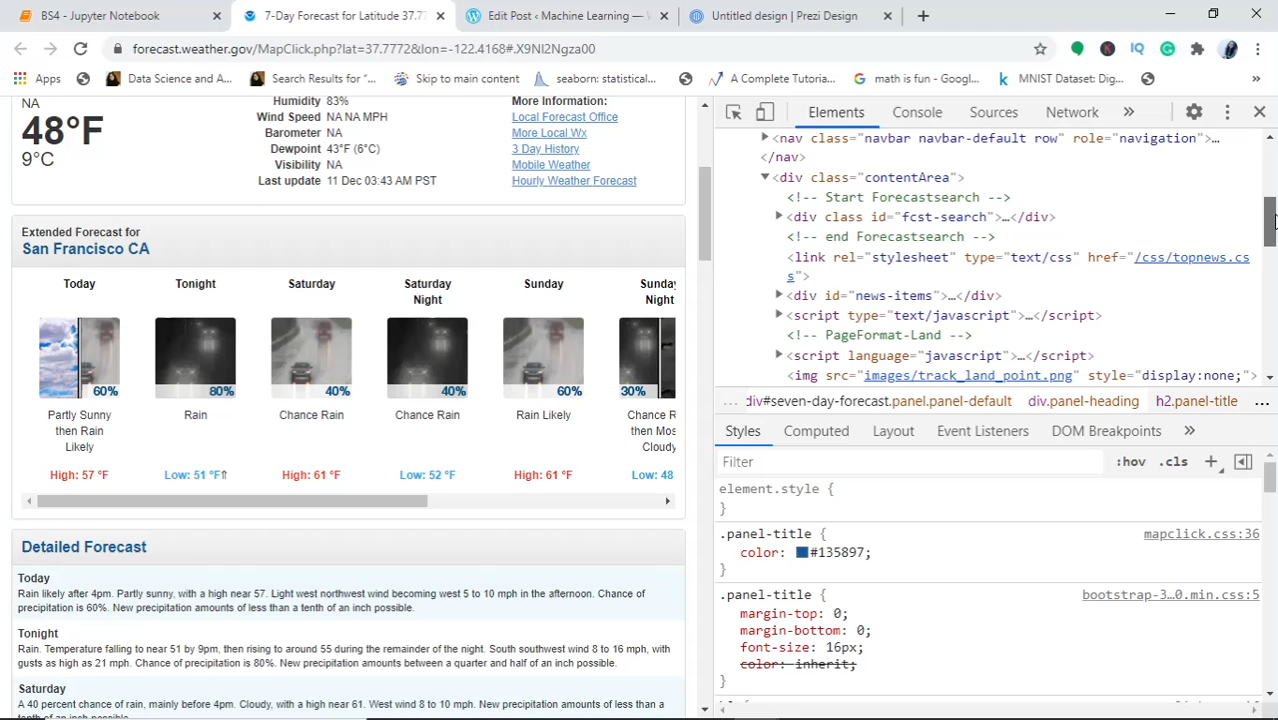 BS4 - Jupyter Notebook
7-Day Forecast for Latitude 37.77
Edit Post ‹ Machine Learning —
Untitled design | Prezi Design
forecast.weather.gov/MapClick.php?lat=37.7772&lon=-122.4168#.X9NI2Ngza00
Apps
Data Science and A...
Search Results for “...
Skip to main content
seaborn: statistical...
A Complete Tutoria...
math is fun - Googl...
MNIST Dataset: Dig...
NA
48°F
9°C
Humidity 83%
Wind Speed NA NA MPH
Barometer NA
Dewpoint 43°F (6°C)
Visibility NA
Last update 11 Dec 03:43 AM PST
More Information:
Local Forecast Office
More Local Wx
3 Day History
Mobile Weather
Hourly Weather Forecast
Extended Forecast for
San Francisco CA
Today
Tonight
Saturday
Saturday
Night
Sunday
Sunday
Night
60%
80%
40%
40%
60%
30%
Partly Sunny
then Rain
Likely
Rain
Chance Rain
Chance Rain
Rain Likely
Chance R
then Mos
Cloudy
High: 57 °F
Low: 51 °F⇑
High: 61 °F
Low: 52 °F
High: 61 °F
Low: 48
Detailed Forecast
Today
Rain likely after 4pm. Partly sunny, with a high near 57. Light west northwest wind becoming west 5 to 10 mph in the afternoon. Chance of
precipitation is 60%. New precipitation amounts of less than a tenth of an inch possible.
Tonight
Rain. Temperature falling to near 51 by 9pm, then rising to around 55 during the remainder of the night. South southwest wind 8 to 16 mph, with
gusts as high as 21 mph. Chance of precipitation is 80%. New precipitation amounts between a quarter and half of an inch possible.
Saturday
A 40 percent chance of rain, mainly before 4pm. Cloudy, with a high near 61. West wind 8 to 10 mph. New precipitation amounts of less than a
tenth of an inch possible.
Elements
Console
Sources
Network
»
<nav class="navbar navbar-default row" role="navigation">…
</nav>
<div class="contentArea">
<!-- Start Forecastsearch -->
<div class id="fcst-search">…</div>
<!-- end Forecastsearch -->
<link rel="stylesheet" type="text/css" href="/css/topnews.cs
s">
<div id="news-items">…</div>
<script type="text/javascript">…</script>
<!-- PageFormat-Land -->
<script language="javascript">…</script>
<img src="images/track_land_point.png" style="display:none;">
... div#seven-day-forecast.panel.panel-default div.panel-heading h2.panel-title ...
Styles
Computed
Layout
Event Listeners
DOM Breakpoints
»
Filter
:hov .cls +
element.style {
}
.panel-title {
mapclick.css:36
color: #135897;
}
.panel-title {
bootstrap-3…0.min.css:5
margin-top: 0;
margin-bottom: 0;
font-size: 16px;
color: inherit;
}